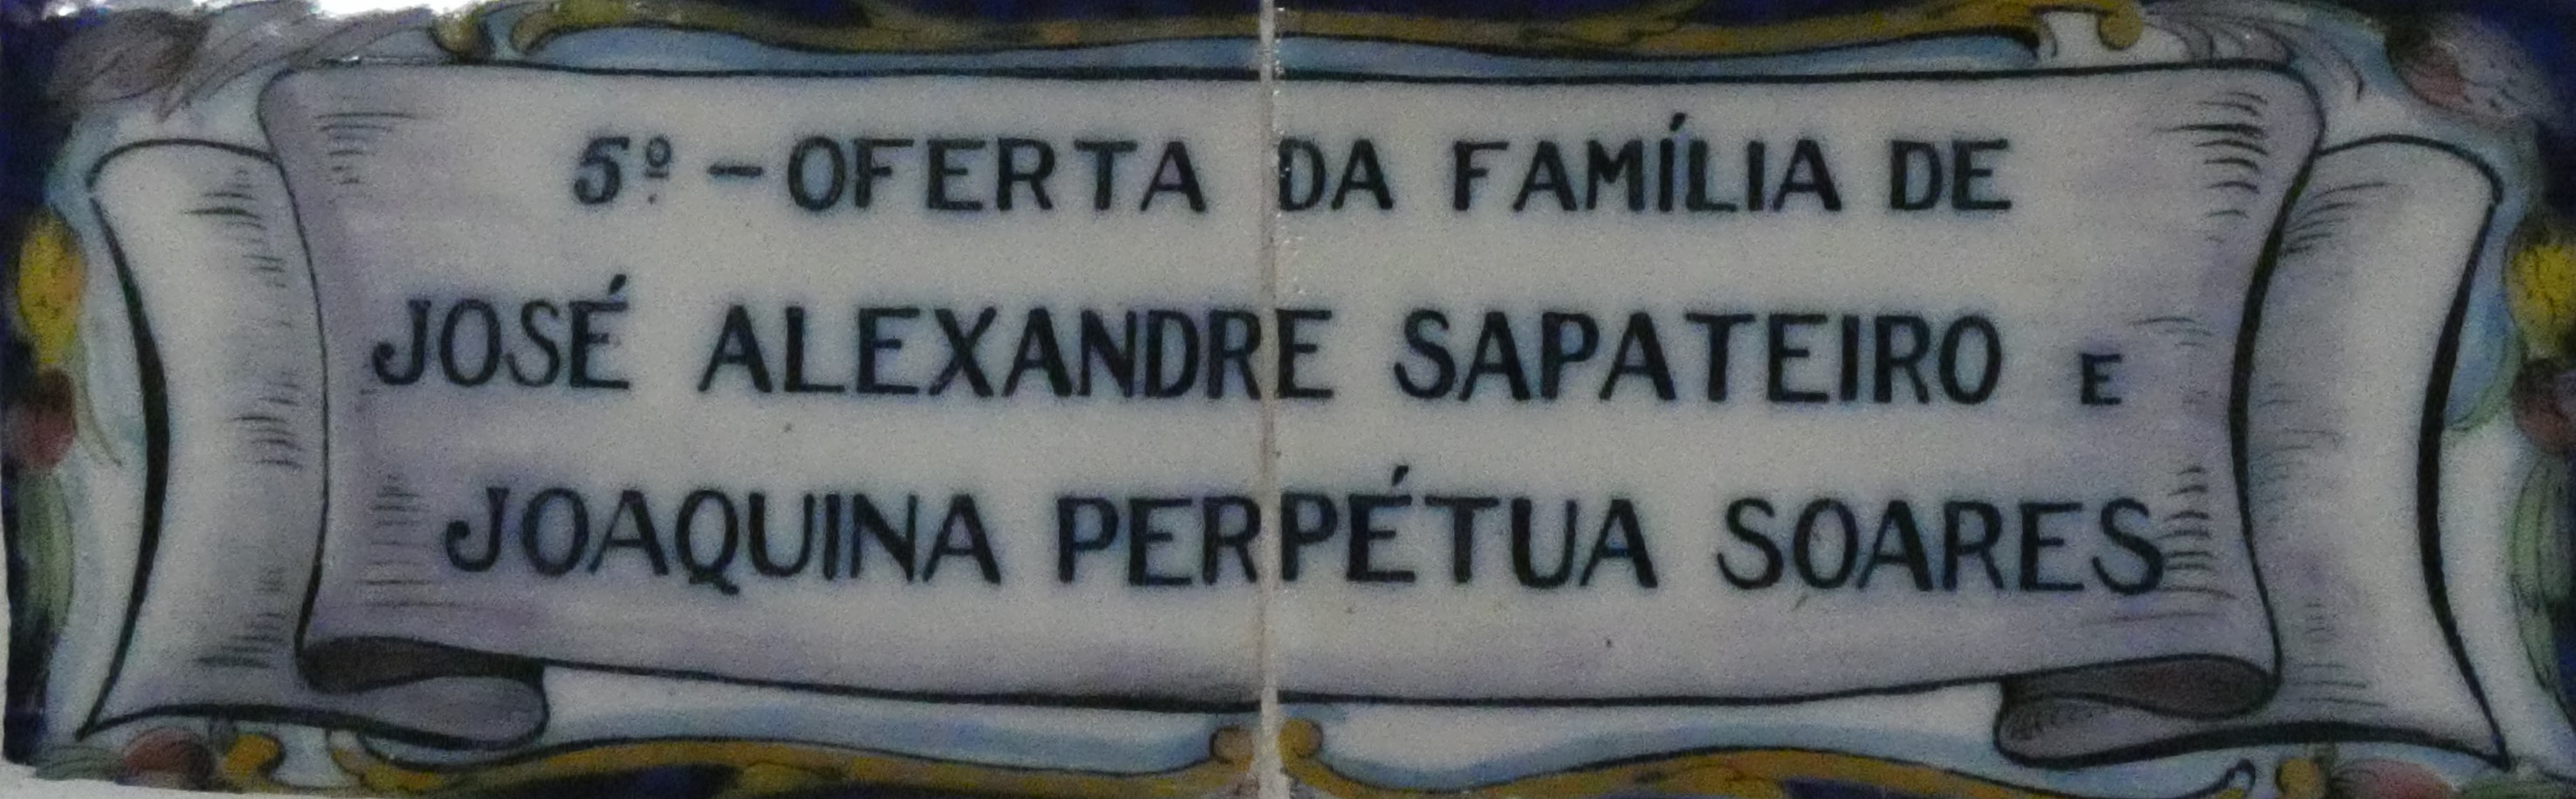 5º - OFERTA DA FAMÍLIA DE
JOSÉ ALEXANDRE SAPATEIRO E
JOAQUINA PERPÉTUA SOARES